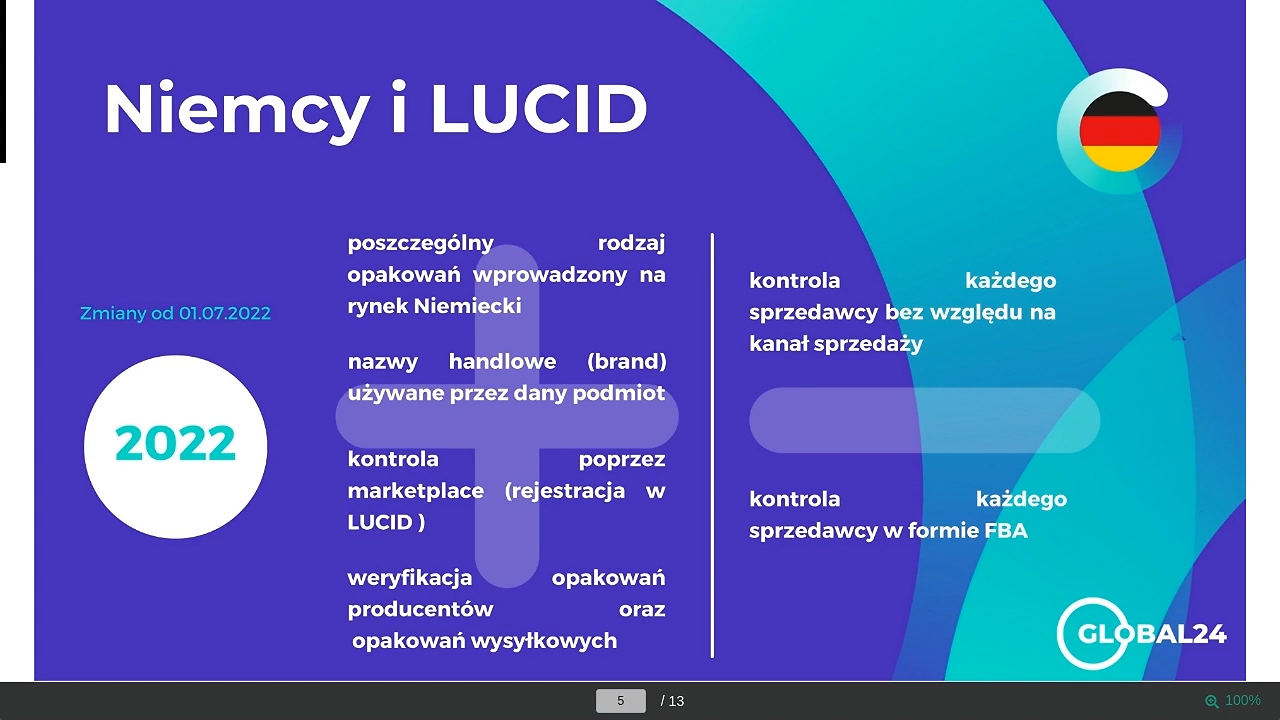 Niemcy i LUCID
Zmiany od 01.07.2022
2022
poszczególny rodzaj
opakowań wprowadzony na
rynek Niemiecki
nazwy handlowe (brand)
używane przez dany podmiot
kontrola poprzez
marketplace (rejestracja w
LUCID )
weryfikacja opakowań
producentów oraz
opakowań wysyłkowych
kontrola każdego
sprzedawcy bez względu na
kanał sprzedaży
kontrola każdego
sprzedawcy w formie FBA
GLOBAL24
5 / 13
100%